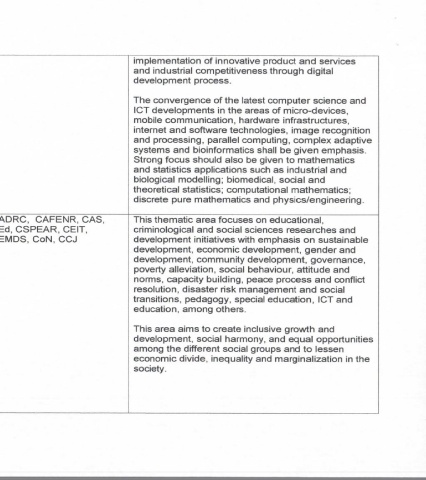 implementation of innovative product and services
and industrial competitiveness through digital
development process.
The convergence of the latest computer science and
ICT developments in the areas of micro-devices,
mobile communication, hardware infrastructures,
internet and software technologies, image recognition
and processing, parallel computing, complex adaptive
systems and bioinformatics shall be given emphasis.
Strong focus should also be given to mathematics
and statistics applications such as industrial and
biological modelling; biomedical, social and
theoretical statistics; computational mathematics;
discrete pure mathematics and physics/engineering.
ADRC, CAFENR, CAS,
Ed, CSPEAR, CEIT,
EMDS, CoN, CCJ
This thematic area focuses on educational,
criminological and social sciences researches and
development initiatives with emphasis on sustainable
development, economic development, gender and
development, community development, governance,
poverty alleviation, social behaviour, attitude and
norms, capacity building, peace process and conflict
resolution, disaster risk management and social
transitions, pedagogy, special education, ICT and
education, among others.
This area aims to create inclusive growth and
development, social harmony, and equal opportunities
among the different social groups and to lessen
economic divide, inequality and marginalization in the
society.